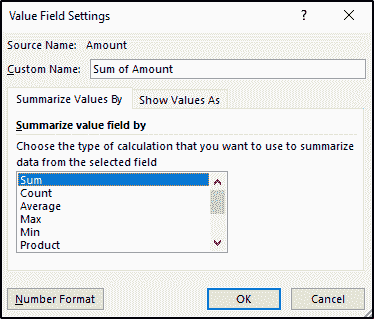 Value Field Settings ? ×
Source Name: Amount
Custom Name: Sum of Amount
Summarize Values By Show Values As
Summarize value field by
Choose the type of calculation that you want to use to summarize
data from the selected field
Sum
Count
Average
Max
Min
Product
Number Format OK Cancel